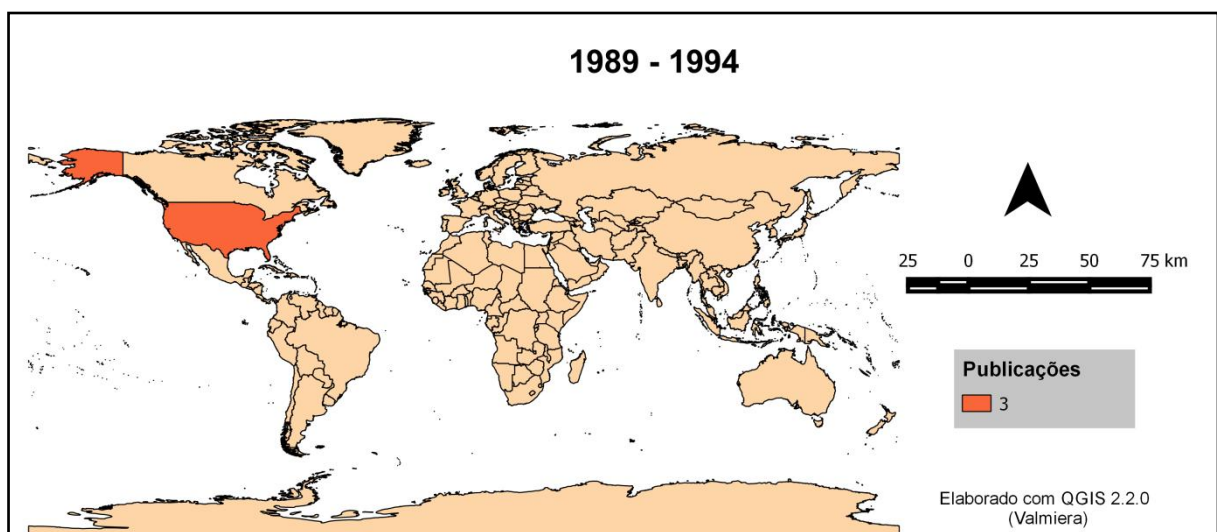 1989 - 1994
25 0 25 50 75 km
Publicações
3
Elaborado com QGIS 2.2.0
(Valmiera)